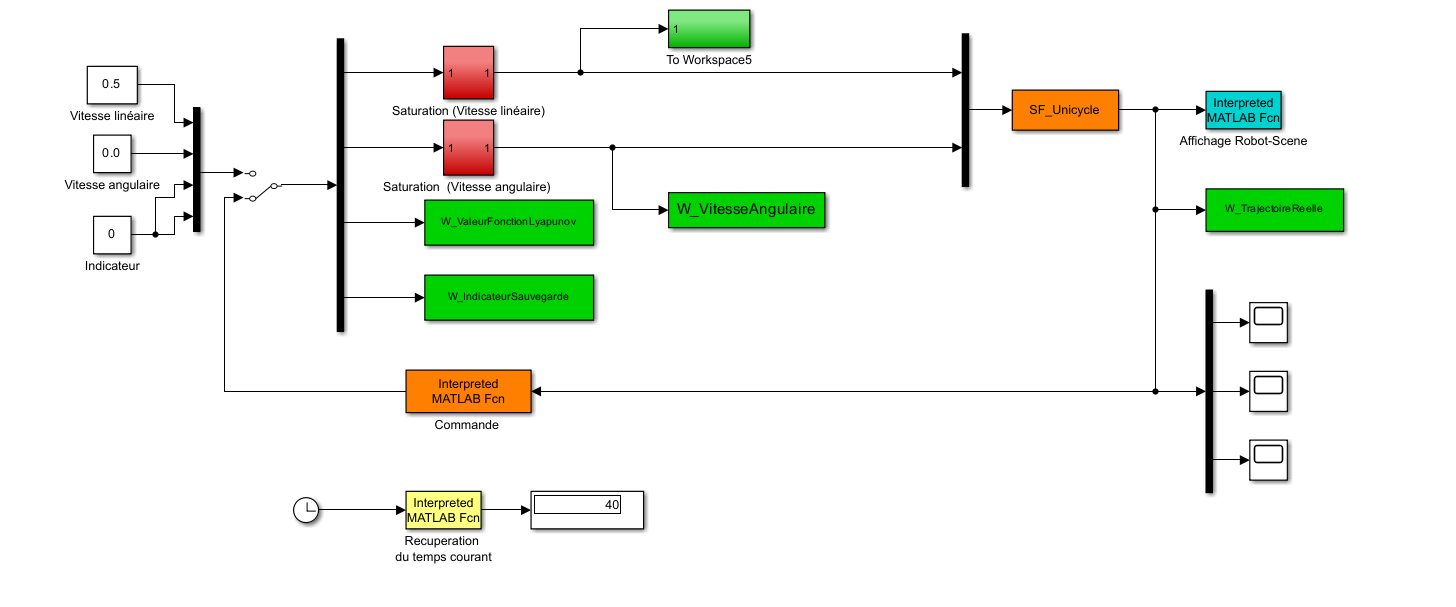 1
To Workspace5
0.5
Vitesse linéaire
1 1
Saturation (Vitesse linéaire)
SF_Unicycle
Interpreted
MATLAB Fcn
Affichage Robot-Scene
0.0
Vitesse angulaire
1 1
Saturation  (Vitesse angulaire)
W_VitesseAngulaire
W_TrajectoireReelle
0
Indicateur
W_ValeurFonctionLyapunov
W_IndicateurSauvegarde
Interpreted
MATLAB Fcn
Commande
Interpreted
MATLAB Fcn
40
Recuperation
du temps courant